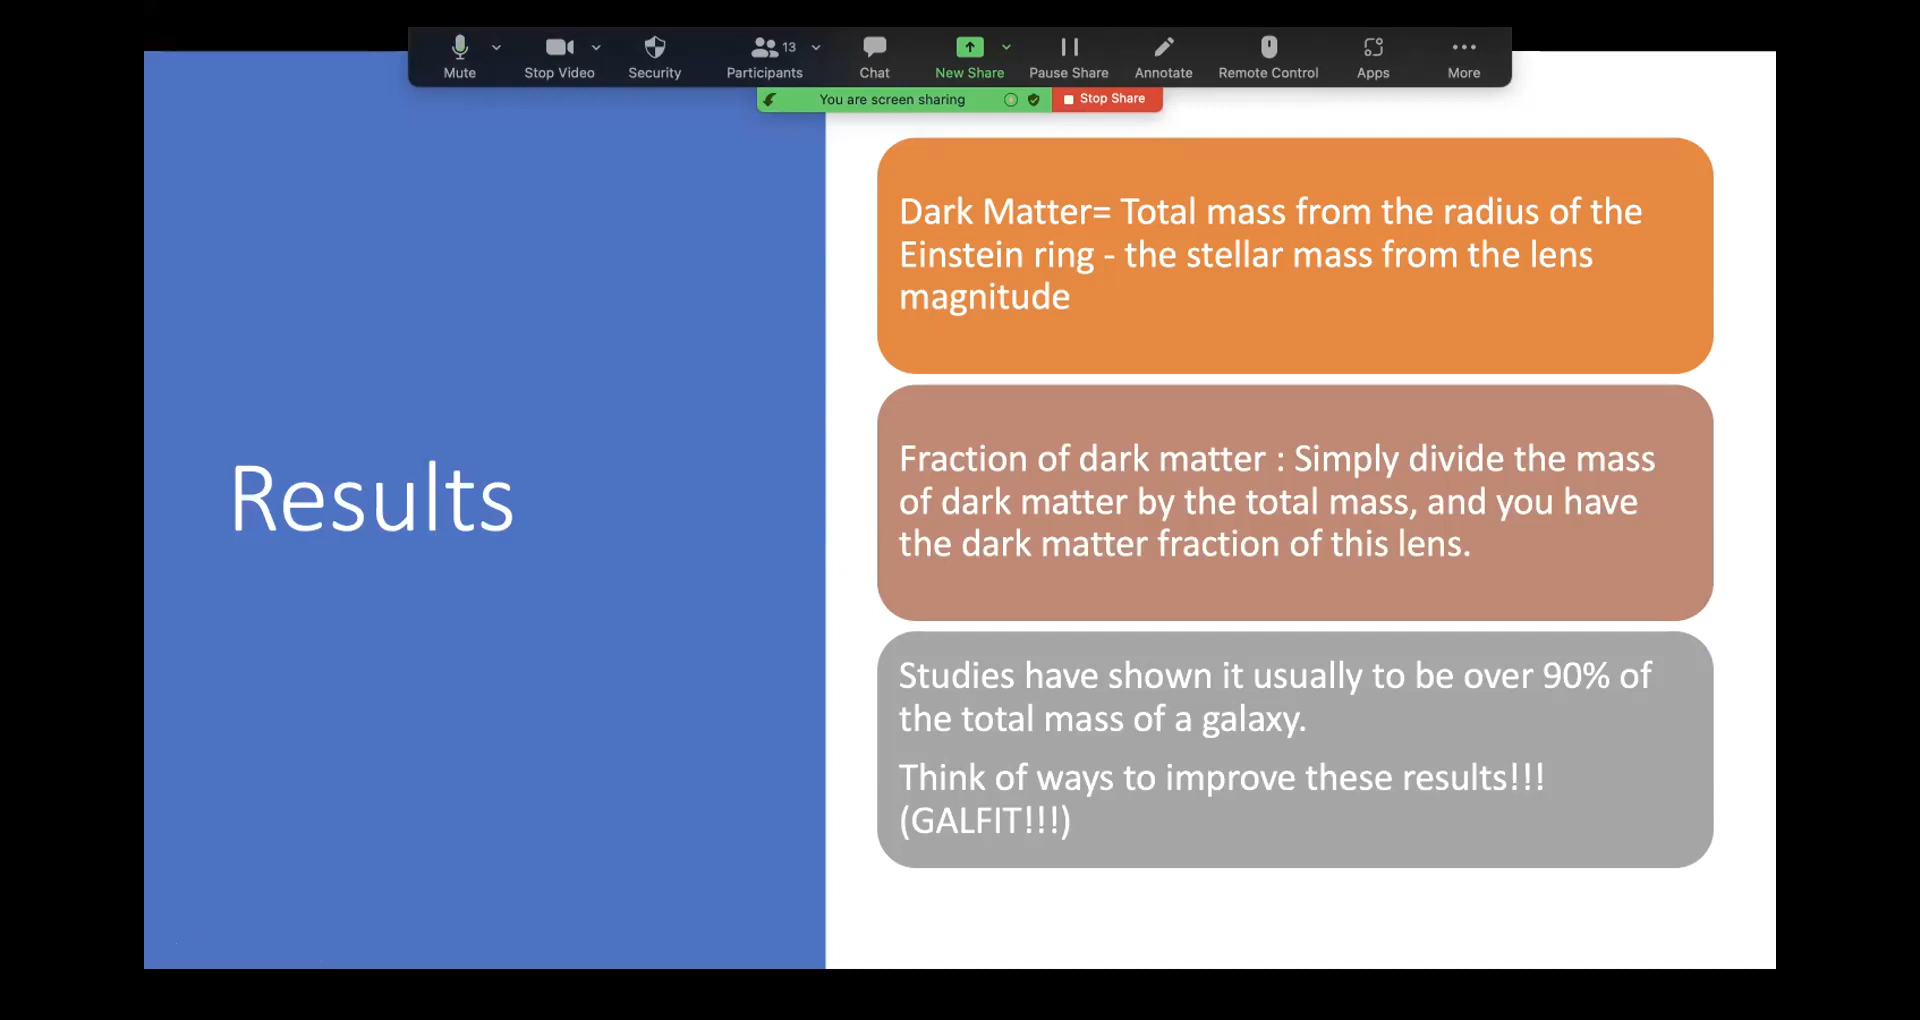 Mute
Stop Video
Security
13
Participants
Chat
New Share
Pause Share
Annotate
Remote Control
Apps
More
You are screen sharing
Stop Share
Results
Dark Matter= Total mass from the radius of the
Einstein ring - the stellar mass from the lens
magnitude
Fraction of dark matter : Simply divide the mass
of dark matter by the total mass, and you have
the dark matter fraction of this lens.
Studies have shown it usually to be over 90% of
the total mass of a galaxy.
Think of ways to improve these results!!!
(GALFIT!!!)